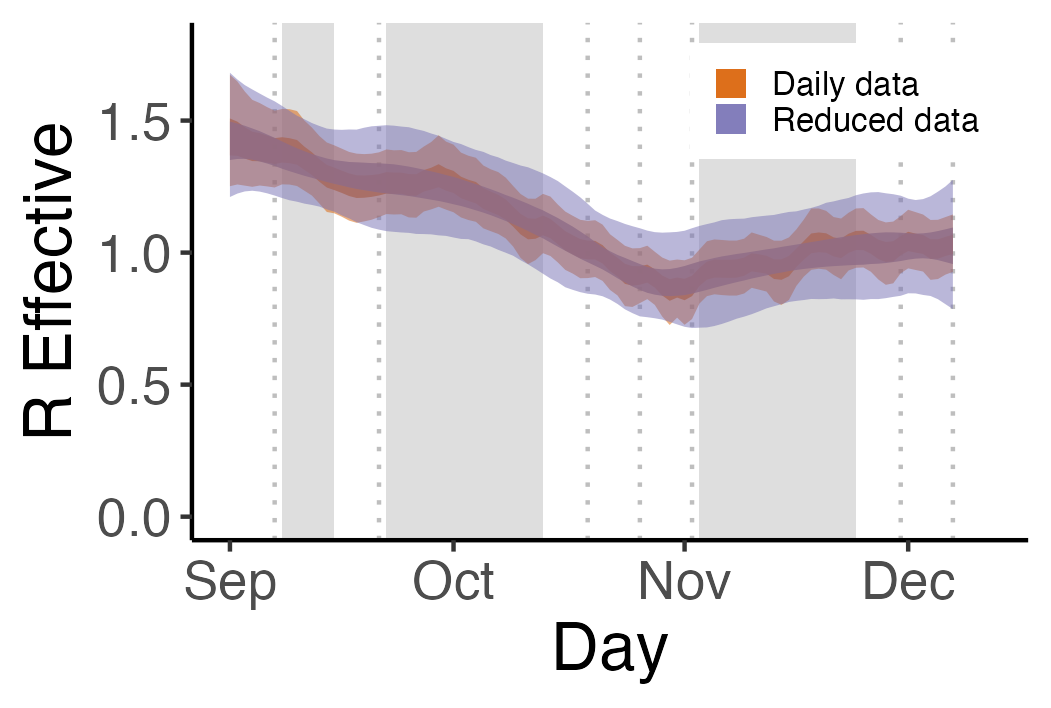 R Effective
1.5
1.0
0.5
0.0
Daily data
Reduced data
Sep Oct Nov Dec
Day